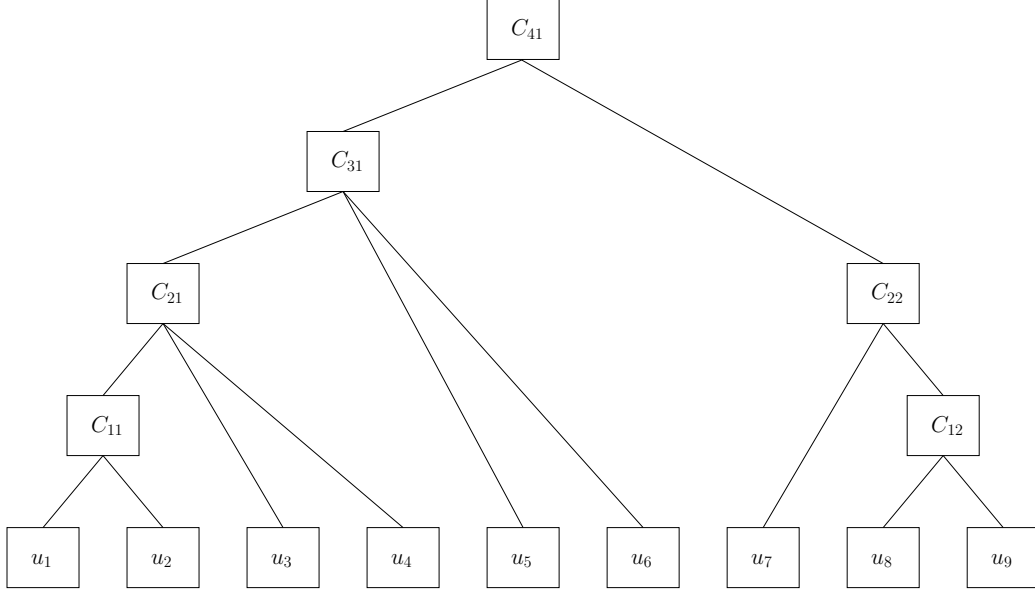 C₄₁
C₃₁
C₂₁ C₂₂
C₁₁ C₁₂
u₁ u₂ u₃ u₄ u₅ u₆ u₇ u₈ u₉